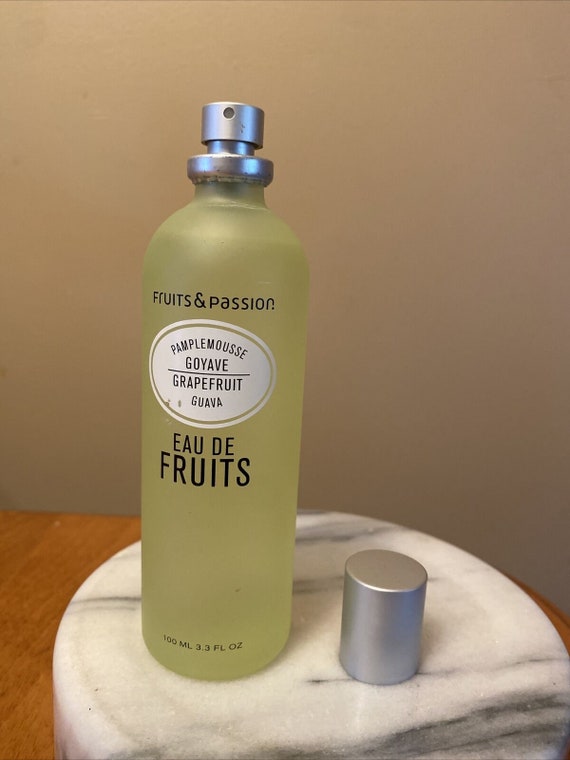 Fruits & Passion
PAMPLEMOUSSE
GOYAVE
GRAPEFRUIT
GUAVA
EAU DE
FRUITS
100 ML 3.3 FL OZ